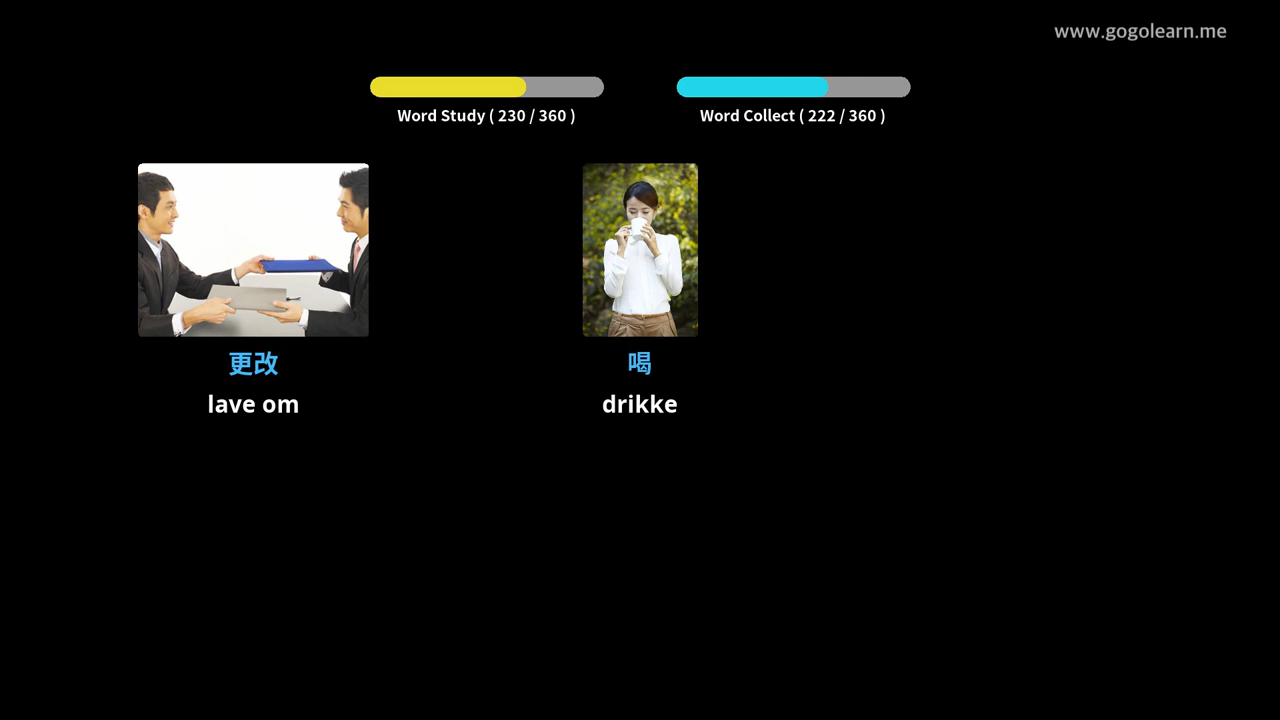 www.gogolearn.me
Word Study ( 230 / 360 )
Word Collect ( 222 / 360 )
更改
lave om
喝
drikke